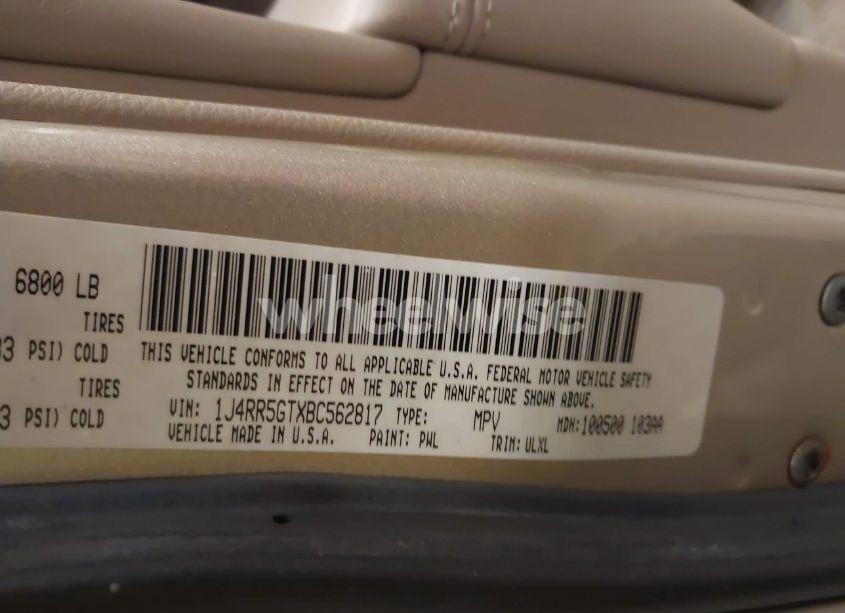 6800 LB
TIRES
PSI) COLD
TIRES
3 PSI) COLD
wheelwise
THIS VEHICLE CONFORMS TO ALL APPLICABLE U.S.A. FEDERAL MOTOR VEHICLE SAFETY
STANDARDS IN EFFECT ON THE DATE OF MANUFACTURE SHOWN ABOVE.
VIN: 1J4RR5GTXBC562817 TYPE: MPV MDH:100500 103AA
VEHICLE MADE IN U.S.A. PAINT: PWL TRIM: ULXL